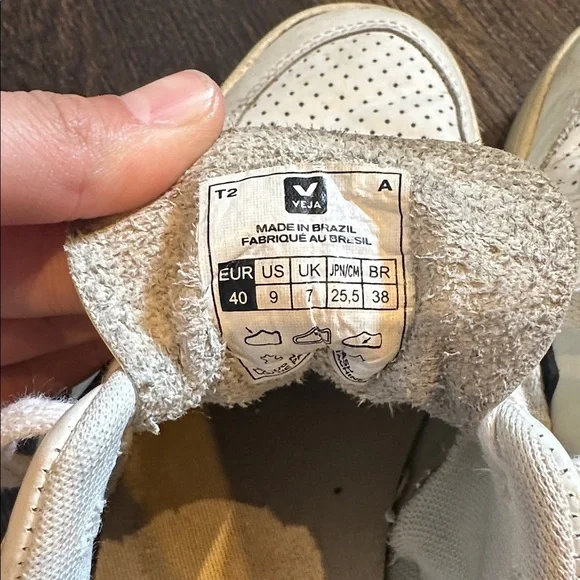 T2 VEJA A
MADE IN BRAZIL
FABRIQUÉ AU BRESIL
EUR US UK JPN/CM BR
40 9 7 25,5 38